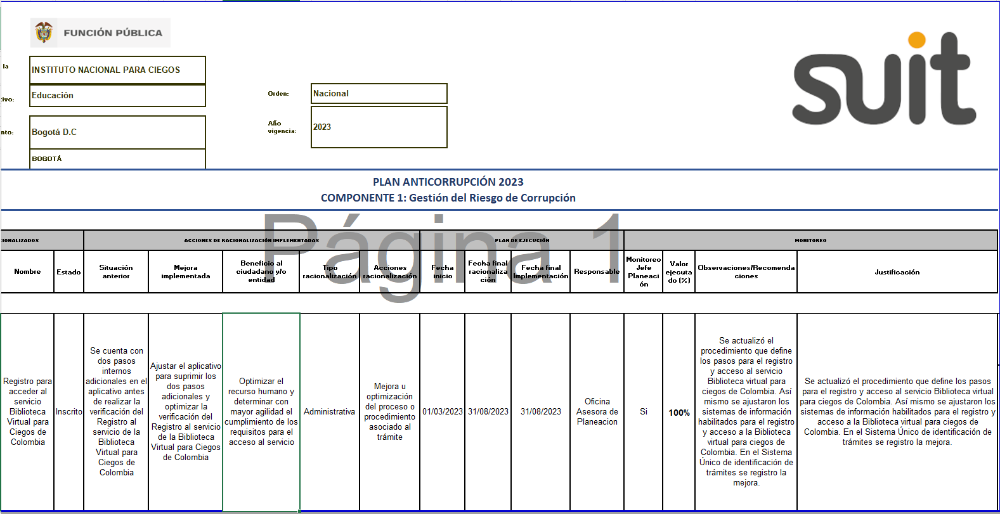 FUNCIÓN PÚBLICA
suit
la
INSTITUTO NACIONAL PARA CIEGOS
ivo:
Educación
Orden:
Nacional
nto:
Bogotá D.C
Año
vigencia:
2023
BOGOTÁ
PLAN ANTICORRUPCIÓN 2023
COMPONENTE 1: Gestión del Riesgo de Corrupción
Página 1
IONALIZADOS
ACCIONES DE RACIONALIZACIÓN IMPLEMENTADAS
PLAN DE EJECUCIÓN
MONITOREO
Nombre
Estado
Situación
anterior
Mejora
implementada
Beneficio al
ciudadano y/o
entidad
Tipo
racionalización
Acciones
racionalización
Fecha
inicio
Fecha final
racionaliza
ción
Fecha final
Implementación
Responsable
Monitoreo
Jefe
Planeaci
ón
Valor
ejecuta
do (%)
Observaciones/Recomenda
ciones
Justificación
Registro para
acceder al
servicio
Biblioteca
Virtual para
Ciegos de
Colombia
Inscrito
Se cuenta con
dos pasos
internos
adicionales en el
aplicativo antes
de realizar la
verificación del
Registro al
servicio de la
Biblioteca
Virtual para
Ciegos de
Colombia
Ajustar el aplicativo
para suprimir los
dos pasos
adicionales y
optimizar la
verificación del
Registro al servicio
de la Biblioteca
Virtual para Ciegos
de Colombia
Optimizar el
recurso humano y
determinar con
mayor agilidad el
cumplimiento de los
requisitos para el
acceso al servicio
Administrativa
Mejora u
optimización
del proceso o
procedimiento
asociado al
trámite
01/03/2023
31/08/2023
31/08/2023
Oficina
Asesora de
Planeacion
Si
100%
Se actualizó el
procedimiento que define
los pasos para el registro
y acceso al servicio
Biblioteca virtual para
ciegos de Colombia. Así
mismo se ajustaron los
sistemas de información
habilitados para el registro
y acceso a la Biblioteca
virtual para ciegos de
Colombia. En el Sistema
Único de identificación de
trámites se registro la
mejora.
Se actualizó el procedimiento que define los pasos
para el registro y acceso al servicio Biblioteca virtual
para ciegos de Colombia. Así mismo se ajustaron los
sistemas de información habilitados para el registro y
acceso a la Biblioteca virtual para ciegos de
Colombia. En el Sistema Único de identificación de
trámites se registro la mejora.